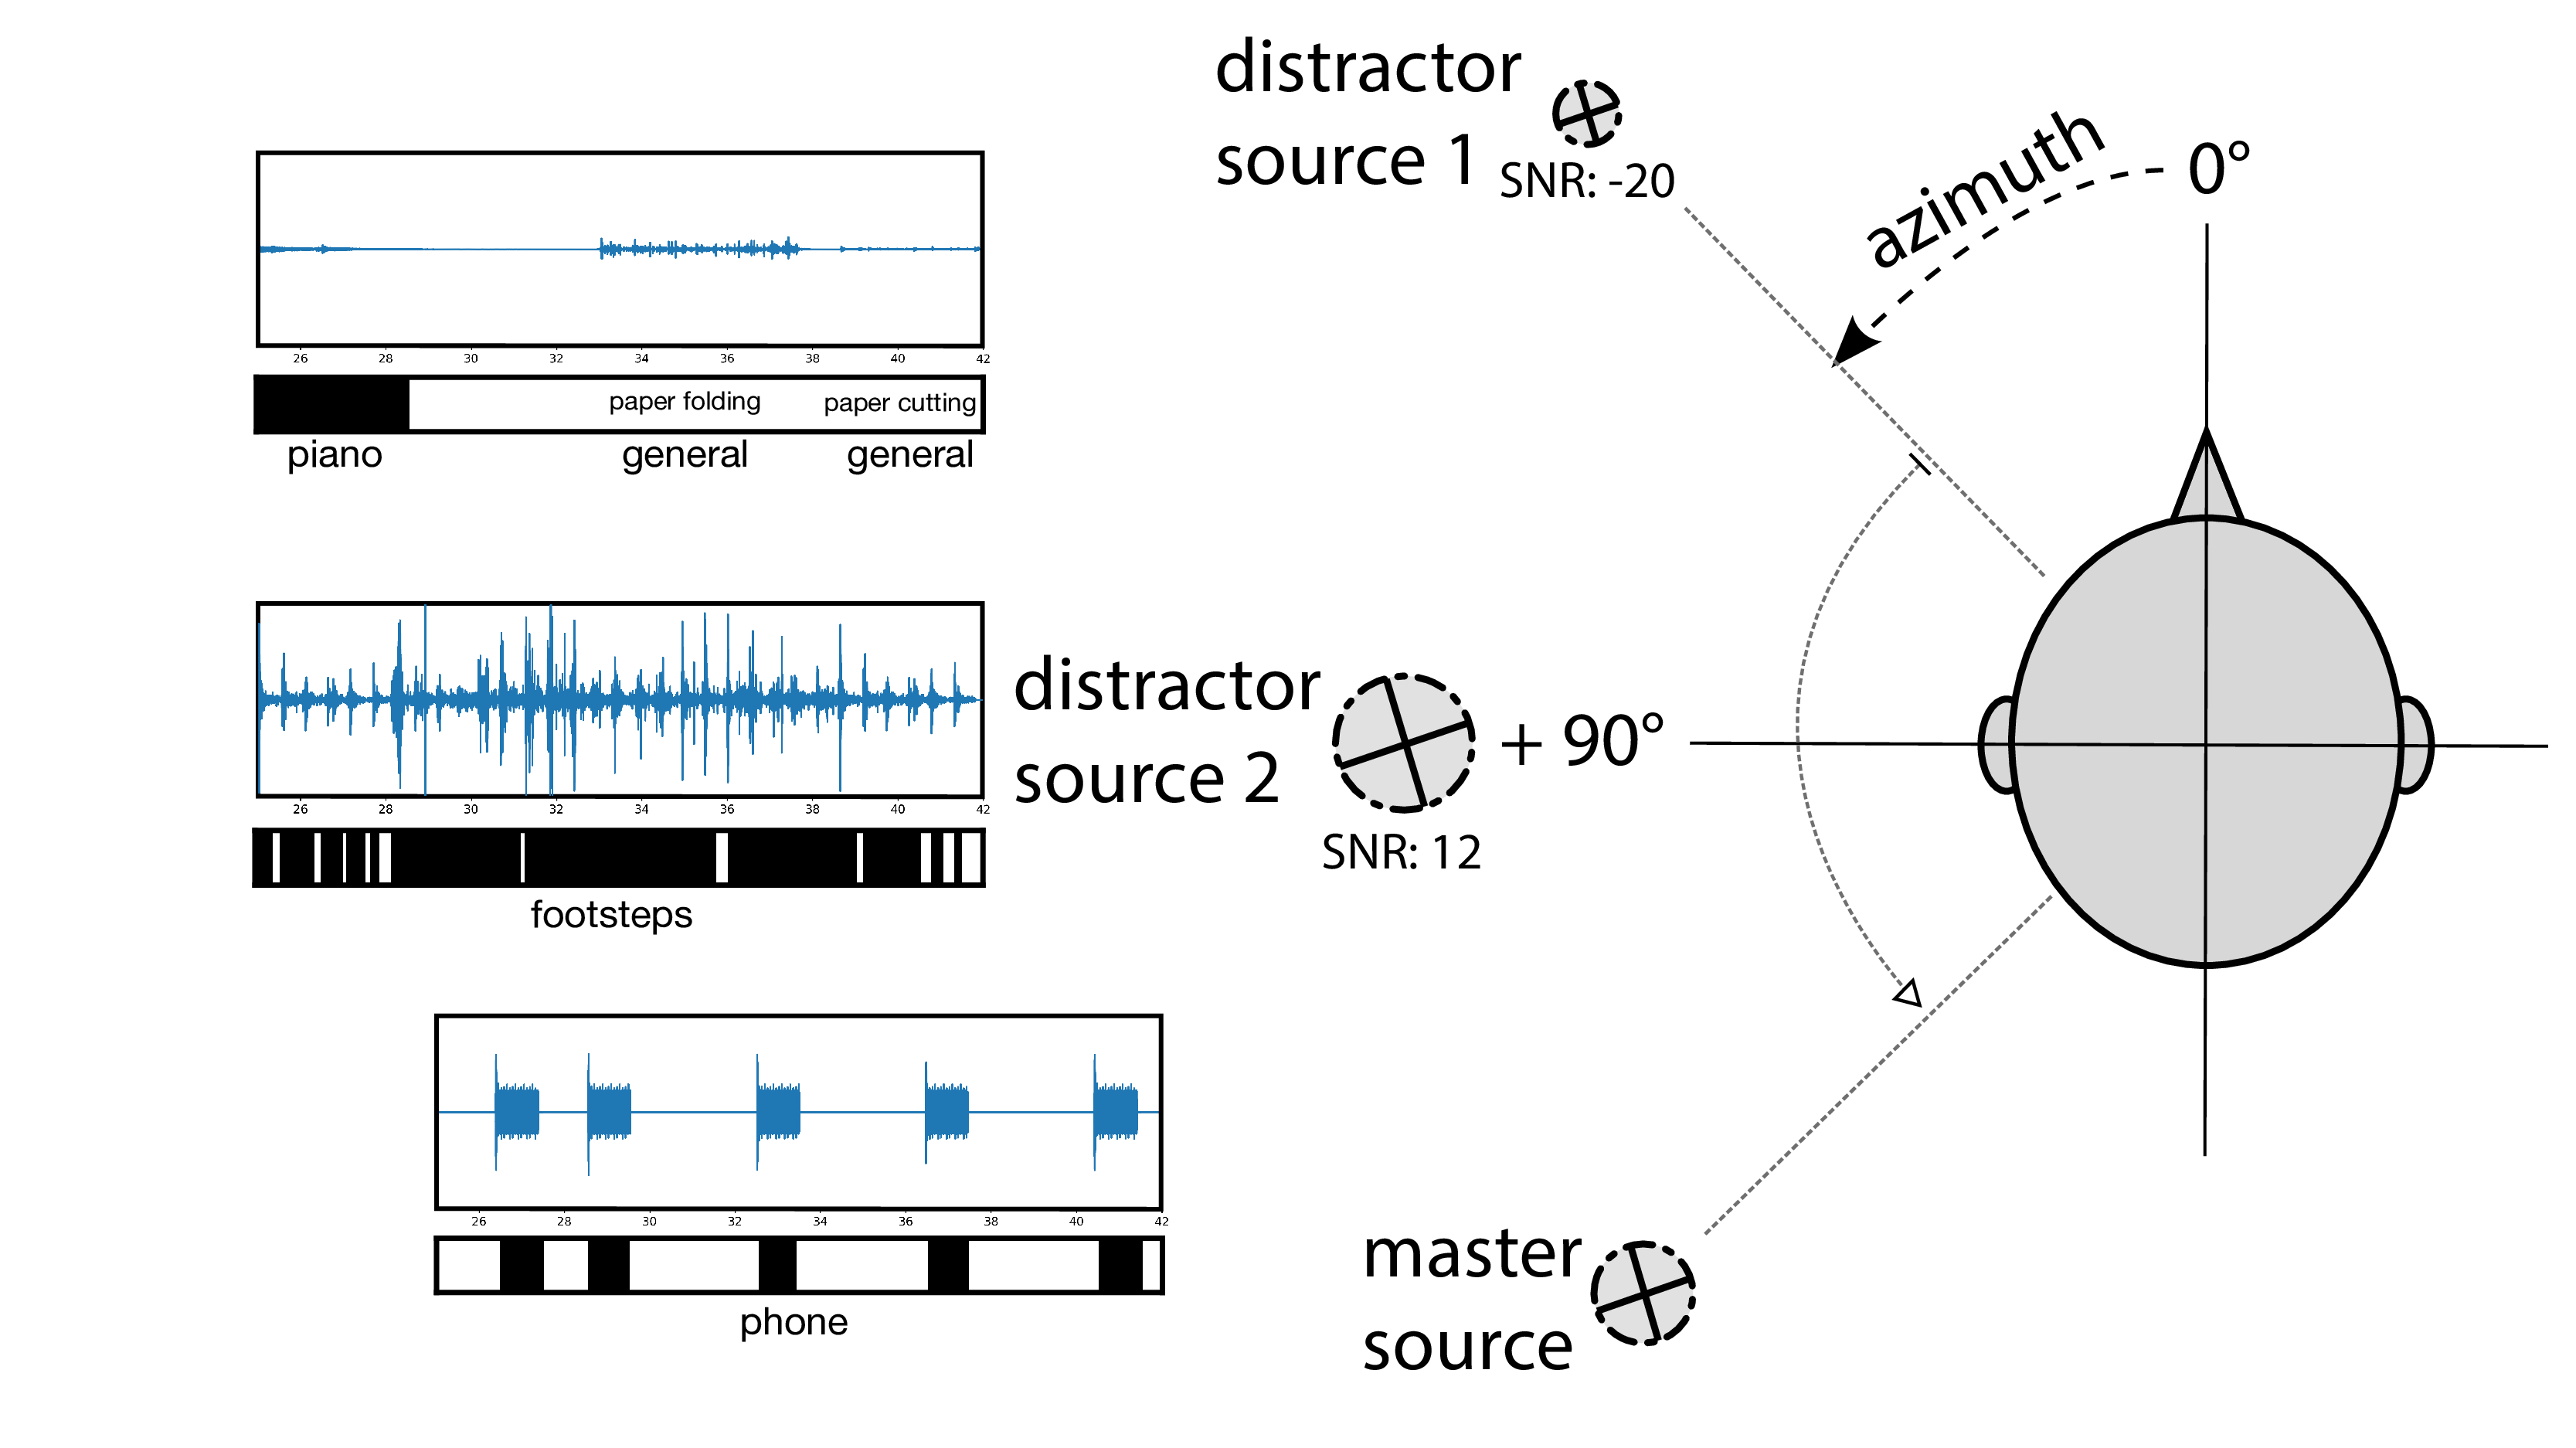 distractor
source 1
SNR: -20
azimuth
0°
26 28 30 32 34 36 38 40 42
paper folding paper cutting
piano general general
distractor
source 2
+ 90°
SNR: 12
26 28 30 32 34 36 38 40 42
footsteps
26 28 30 32 34 36 38 40 42
phone
master
source